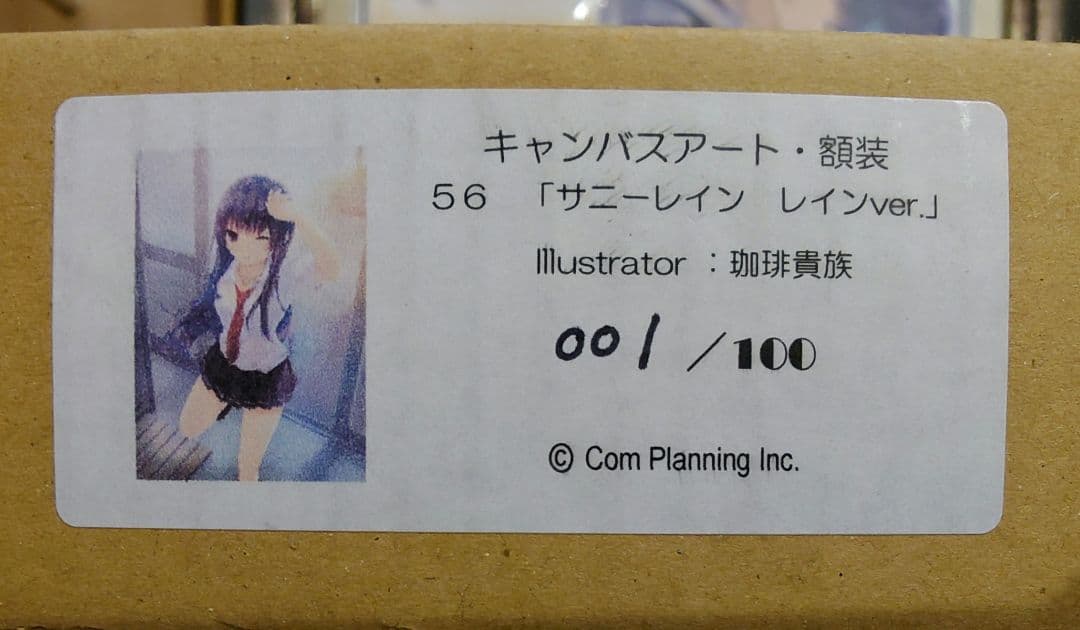 キャンバスアート・額装
５６　「サニーレイン　レインver.」
Illustrator ：珈琲貴族
001 ／100
© Com Planning Inc.